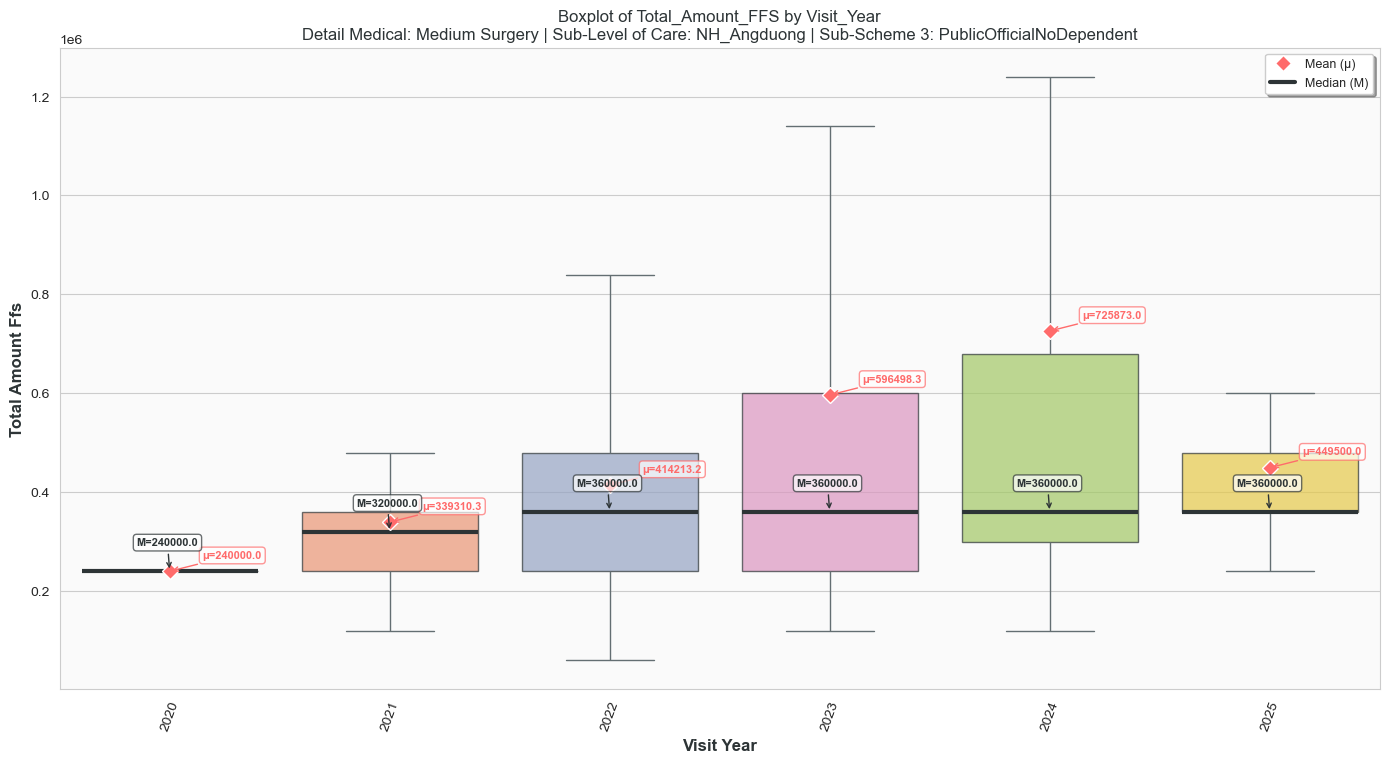 Boxplot of Total_Amount_FFS by Visit_Year
Detail Medical: Medium Surgery | Sub-Level of Care: NH_Angduong | Sub-Scheme 3: PublicOfficialNoDependent
1e6
Mean (μ)
Median (M)
1.2
1.0
0.8
0.6
0.4
0.2
Total Amount Ffs
M=240000.0
μ=240000.0
M=320000.0
μ=339310.3
M=360000.0
μ=414213.2
M=360000.0
μ=596498.3
M=360000.0
μ=725873.0
M=360000.0
μ=449500.0
2020
2021
2022
2023
2024
2025
Visit Year